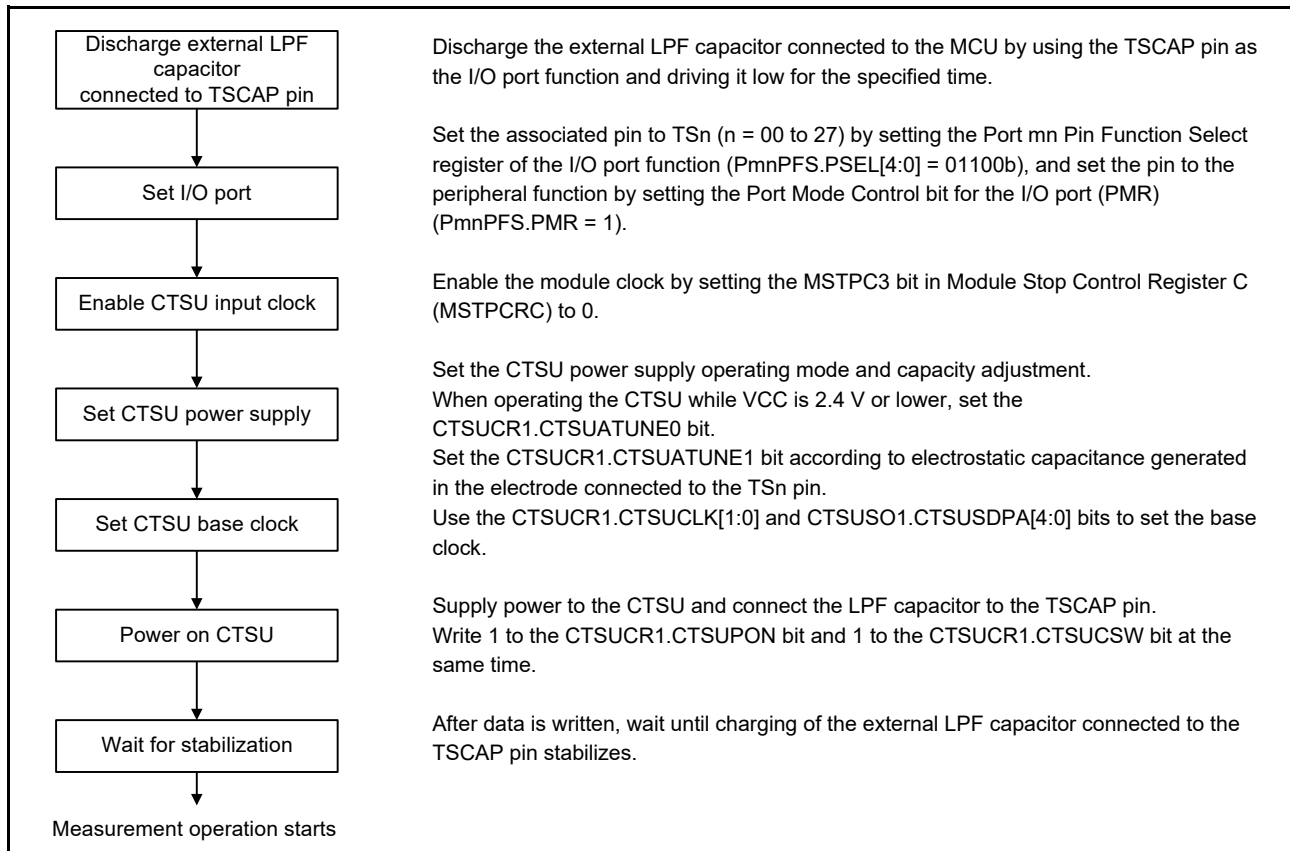 Discharge external LPF
capacitor
connected to TSCAP pin
Discharge the external LPF capacitor connected to the MCU by using the TSCAP pin as
the I/O port function and driving it low for the specified time.
Set I/O port
Set the associated pin to TSn (n = 00 to 27) by setting the Port mn Pin Function Select
register of the I/O port function (PmnPFS.PSEL[4:0] = 01100b), and set the pin to the
peripheral function by setting the Port Mode Control bit for the I/O port (PMR)
(PmnPFS.PMR = 1).
Enable CTSU input clock
Enable the module clock by setting the MSTPC3 bit in Module Stop Control Register C
(MSTPCRC) to 0.
Set CTSU power supply
Set the CTSU power supply operating mode and capacity adjustment.
When operating the CTSU while VCC is 2.4 V or lower, set the
CTSUCR1.CTSUATUNE0 bit.
Set the CTSUCR1.CTSUATUNE1 bit according to electrostatic capacitance generated
in the electrode connected to the TSn pin.
Set CTSU base clock
Use the CTSUCR1.CTSUCLK[1:0] and CTSUSO1.CTSUSDPA[4:0] bits to set the base
clock.
Power on CTSU
Supply power to the CTSU and connect the LPF capacitor to the TSCAP pin.
Write 1 to the CTSUCR1.CTSUPON bit and 1 to the CTSUCR1.CTSUCSW bit at the
same time.
Wait for stabilization
After data is written, wait until charging of the external LPF capacitor connected to the
TSCAP pin stabilizes.
Measurement operation starts